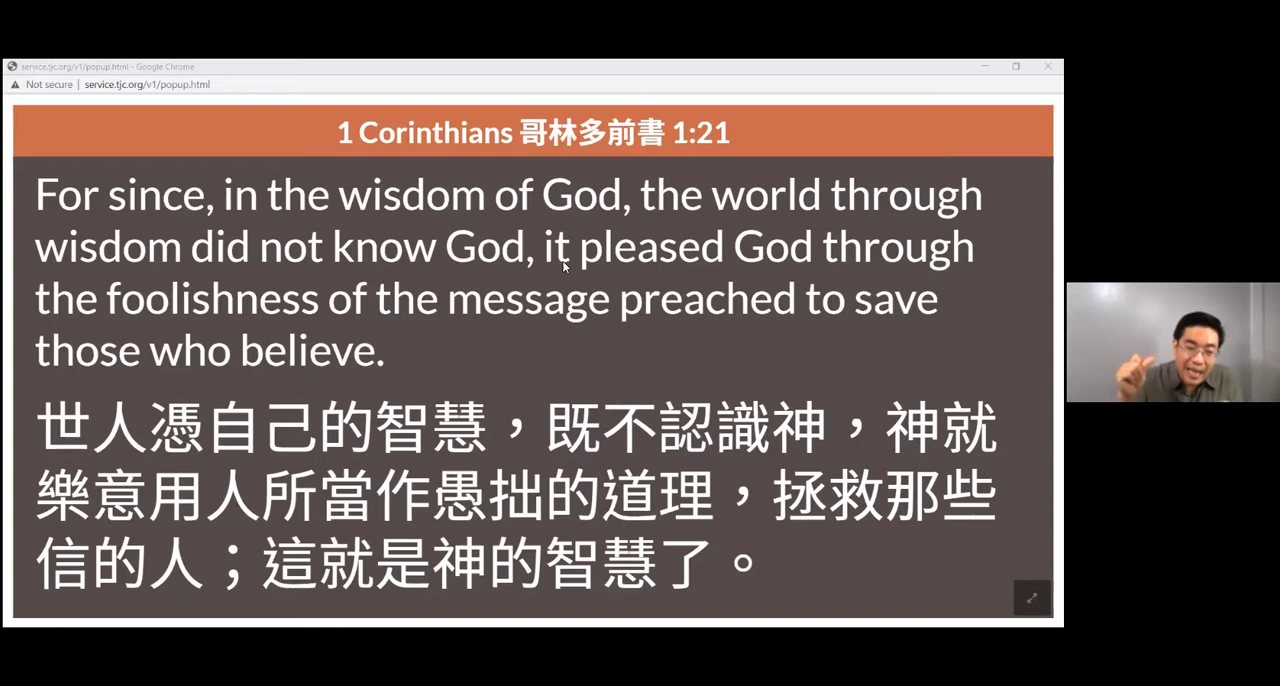 service.tjc.org/v1/popup.html - Google Chrome
Not secure | service.tjc.org/v1/popup.html
1 Corinthians 哥林多前書 1:21
For since, in the wisdom of God, the world through
wisdom did not know God, it pleased God through
the foolishness of the message preached to save
those who believe.
世人憑自己的智慧，既不認識神，神就
樂意用人所當作愚拙的道理，拯救那些
信的人；這就是神的智慧了。